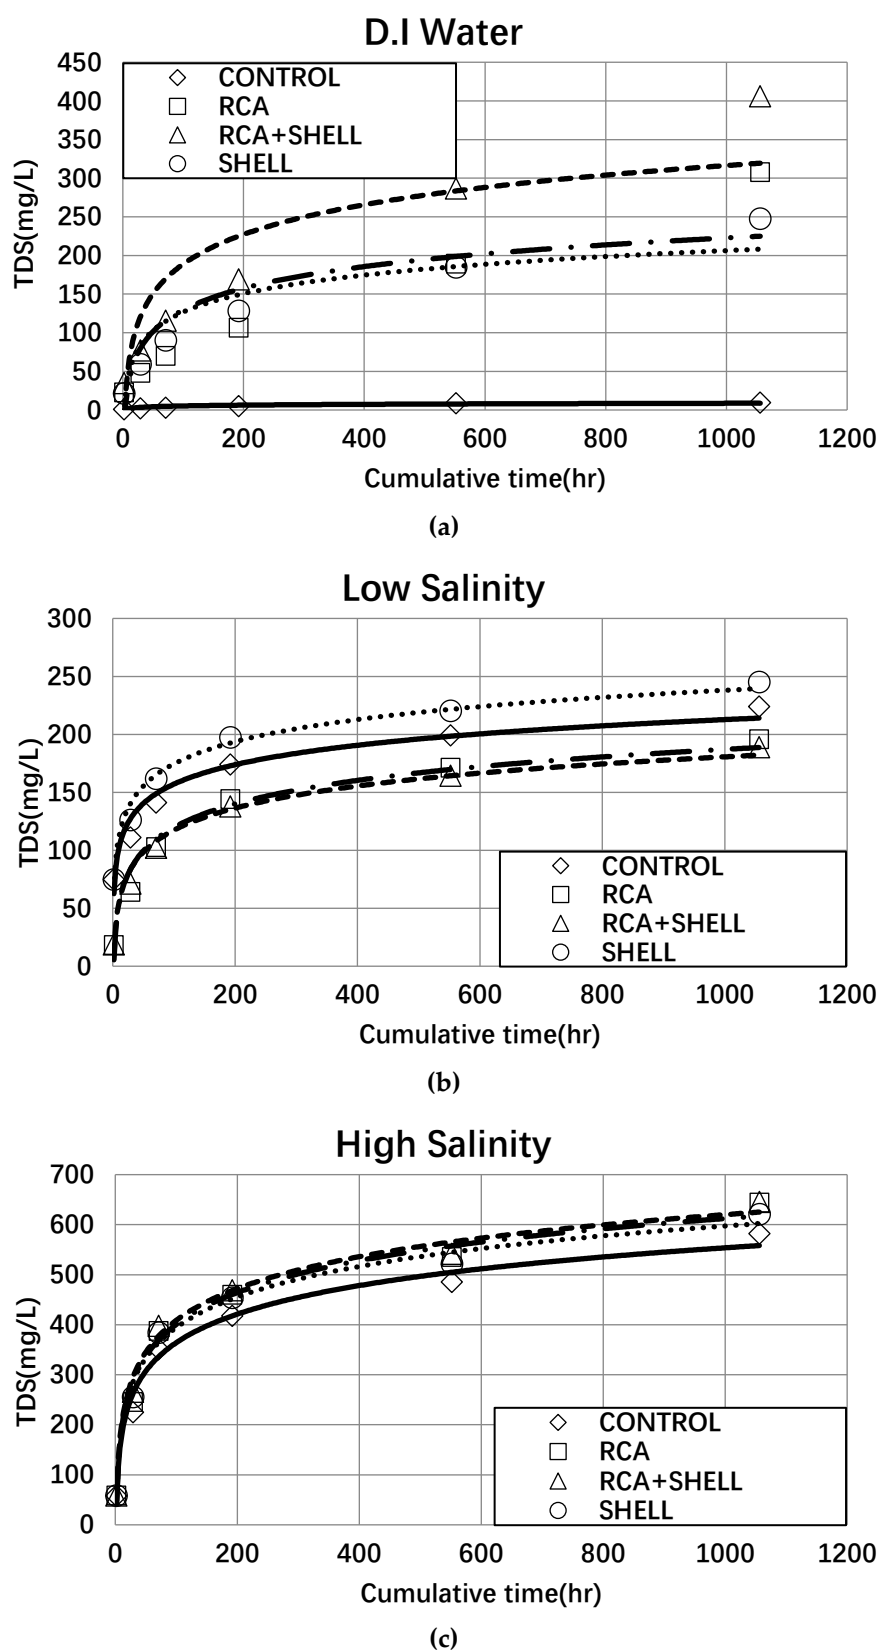 D.I Water
450
400
350
300
250
200
150
100
50
0
TDS(mg/L)
CONTROL
RCA
RCA+SHELL
SHELL
0 200 400 600 800 1000 1200
Cumulative time(hr)
(a)
Low Salinity
300
250
200
150
100
50
0
TDS(mg/L)
CONTROL
RCA
RCA+SHELL
SHELL
0 200 400 600 800 1000 1200
Cumulative time(hr)
(b)
High Salinity
700
600
500
400
300
200
100
0
TDS(mg/L)
CONTROL
RCA
RCA+SHELL
SHELL
0 200 400 600 800 1000 1200
Cumulative time(hr)
(c)